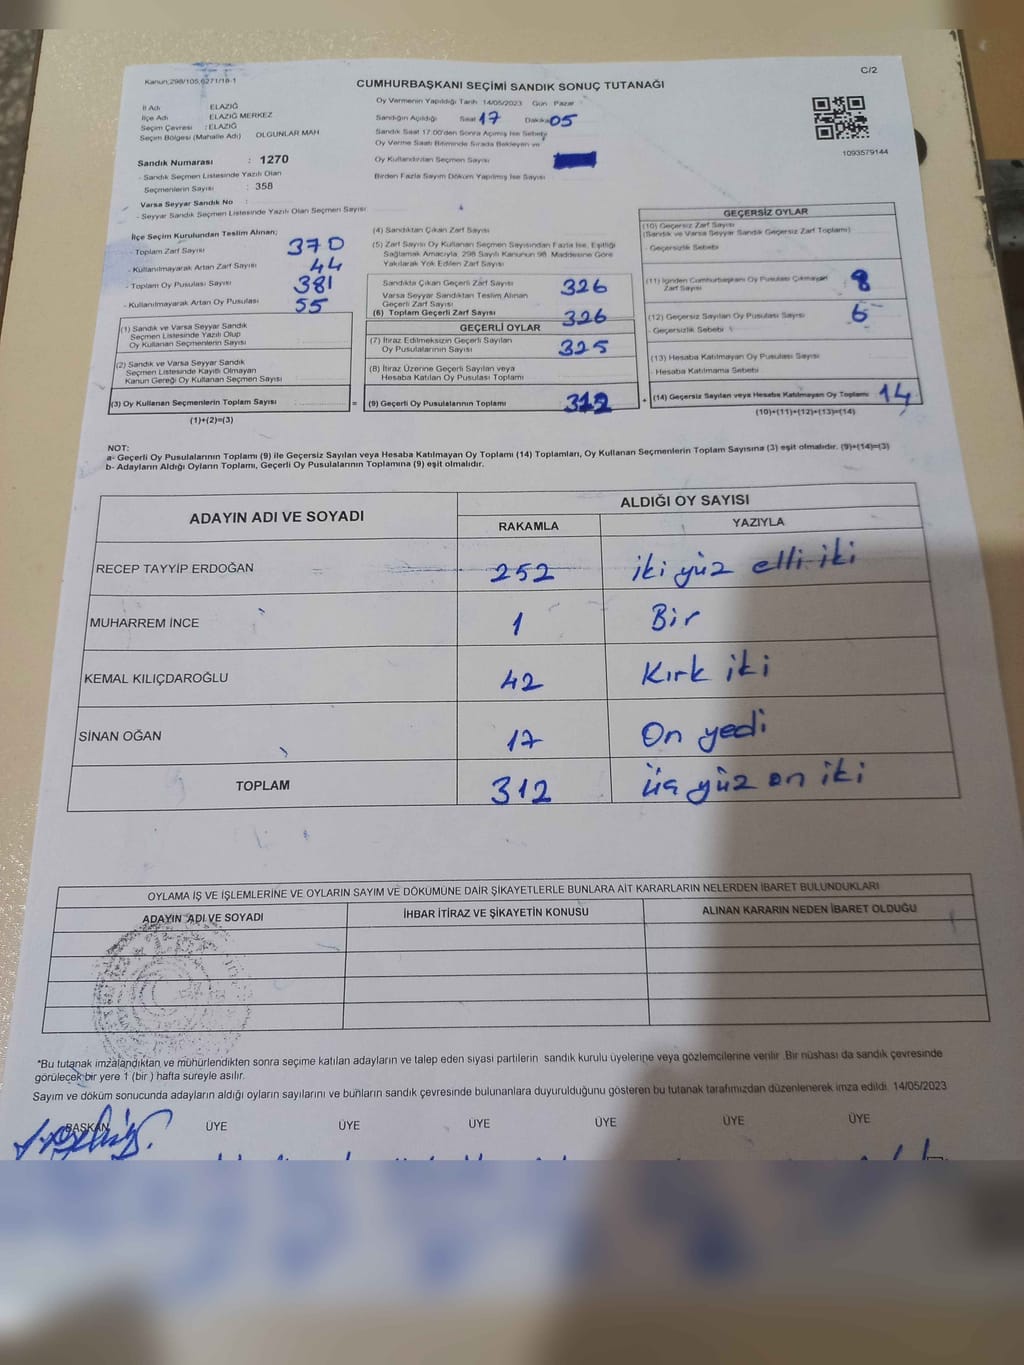 Kanun:298/105,6271/18-1
C/2
CUMHURBAŞKANI SEÇİMİ SANDIK SONUÇ TUTANAĞI
İl Adı ELAZIĞ
İlçe Adı ELAZIĞ MERKEZ
Seçim Çevresi : ELAZIĞ
Seçim Bölgesi (Mahalle Adı) OLGUNLAR MAH
Sandık Numarası : 1270
- Sandık Seçmen Listesinde Yazılı Olan
Seçmenlerin Sayısı : 358
Varsa Seyyar Sandık No :
- Seyyar Sandık Seçmen Listesinde Yazılı Olan Seçmen Sayısı
Oy Vermenin Yapıldığı Tarih 14/05/2023 Gün Pazar
Sandığın Açıldığı Saat 17 Dakika 05
Sandık Saat 17.00'den Sonra Açımış İse Sebebi
Oy Verme Saati Bitiminde Sırada Bekleyen ve
Oy Kullandırılan Seçmen Sayısı
Birden Fazla Sayım Döküm Yapılmış İse Sayısı
1093579144
İlçe Seçim Kurulundan Teslim Alınan;
- Toplam Zarf Sayısı 370
- Kullanılmayarak Artan Zarf Sayısı 44
- Toplam Oy Pusulası Sayısı 381
- Kullanılmayarak Artan Oy Pusulası 55
(1) Sandık ve Varsa Seyyar Sandık
Seçmen Listesinde Yazılı Olup
Oy Kullanan Seçmenlerin Sayısı
(2) Sandık ve Varsa Seyyar Sandık
Seçmen Listesinde Kayıtlı Olmayan
Kanun Gereği Oy Kullanan Seçmen Sayısı
(3) Oy Kullanan Seçmenlerin Toplam Sayısı =
(1)+(2)=(3)
(4) Sandıktan Çıkan Zarf Sayısı
(5) Zarf Sayısı Oy Kullanan Seçmen Sayısından Fazla İse, Eşitliği
Sağlamak Amacıyla, 298 Sayılı Kanunun 98. Maddesine Göre
Yakılarak Yok Edilen Zarf Sayısı
Sandıkta Çıkan Geçerli Zarf Sayısı 326
Varsa Seyyar Sandıktan Teslim Alınan
Geçerli Zarf Sayısı
(6) Toplam Geçerli Zarf Sayısı 326
GEÇERLİ OYLAR
(7) İtiraz Edilmeksizin Geçerli Sayılan
Oy Pusulalarının Sayısı 325
(8) İtiraz Üzerine Geçerli Sayılan veya
Hesaba Katılan Oy Pusulası Toplamı
(9) Geçerli Oy Pusulalarının Toplamı 312 +
GEÇERSİZ OYLAR
(10) Geçersiz Zarf Sayısı
(Sandık ve Varsa Seyyar Sandık Geçersiz Zarf Toplamı)
- Geçersizlik Sebebi
(11) İçinden Cumhurbaşkanı Oy Pusulası Çıkmayan
Zarf Sayısı 8
(12) Geçersiz Sayılan Oy Pusulası Sayısı 6
- Geçersizlik Sebebi
(13) Hesaba Katılmayan Oy Pusulası Sayısı
- Hesaba Katılmama Sebebi
(14) Geçersiz Sayılan veya Hesaba Katılmayan Oy Toplamı 14
(10)+(11)+(12)+(13)=(14)
NOT:
a- Geçerli Oy Pusulalarının Toplamı (9) ile Geçersiz Sayılan veya Hesaba Katılmayan Oy Toplamı (14) Toplamları, Oy Kullanan Seçmenlerin Toplam Sayısına (3) eşit olmalıdır. (9)+(14)=(3)
b- Adayların Aldığı Oyların Toplamı, Geçerli Oy Pusulalarının Toplamına (9) eşit olmalıdır.
ADAYIN ADI VE SOYADI ALDIĞI OY SAYISI
RAKAMLA YAZIYLA
RECEP TAYYİP ERDOĞAN 252 iki yüz elli iki
MUHARREM İNCE 1 Bir
KEMAL KILIÇDAROĞLU 42 Kırk iki
SİNAN OĞAN 17 On yedi
TOPLAM 312 üç yüz on iki
OYLAMA İŞ VE İŞLEMLERİNE VE OYLARIN SAYIM VE DÖKÜMÜNE DAİR ŞİKAYETLERLE BUNLARA AİT KARARLARIN NELERDEN İBARET BULUNDUKLARI
ADAYIN ADI VE SOYADI İHBAR İTİRAZ VE ŞİKAYETİN KONUSU ALINAN KARARIN NEDEN İBARET OLDUĞU
*Bu tutanak imzalandıktan ve mühürlendikten sonra seçime katılan adayların ve talep eden siyasi partilerin sandık kurulu üyelerine veya gözlemcilerine verilir .Bir nüshası da sandık çevresinde
görülecek bir yere 1 (bir ) hafta süreyle asılır.
Sayım ve döküm sonucunda adayların aldığı oyların sayılarını ve bunların sandık çevresinde bulunanlara duyurulduğunu gösteren bu tutanak tarafımızdan düzenlenerek imza edildi. 14/05/2023
BAŞKAN ÜYE ÜYE ÜYE ÜYE ÜYE ÜYE